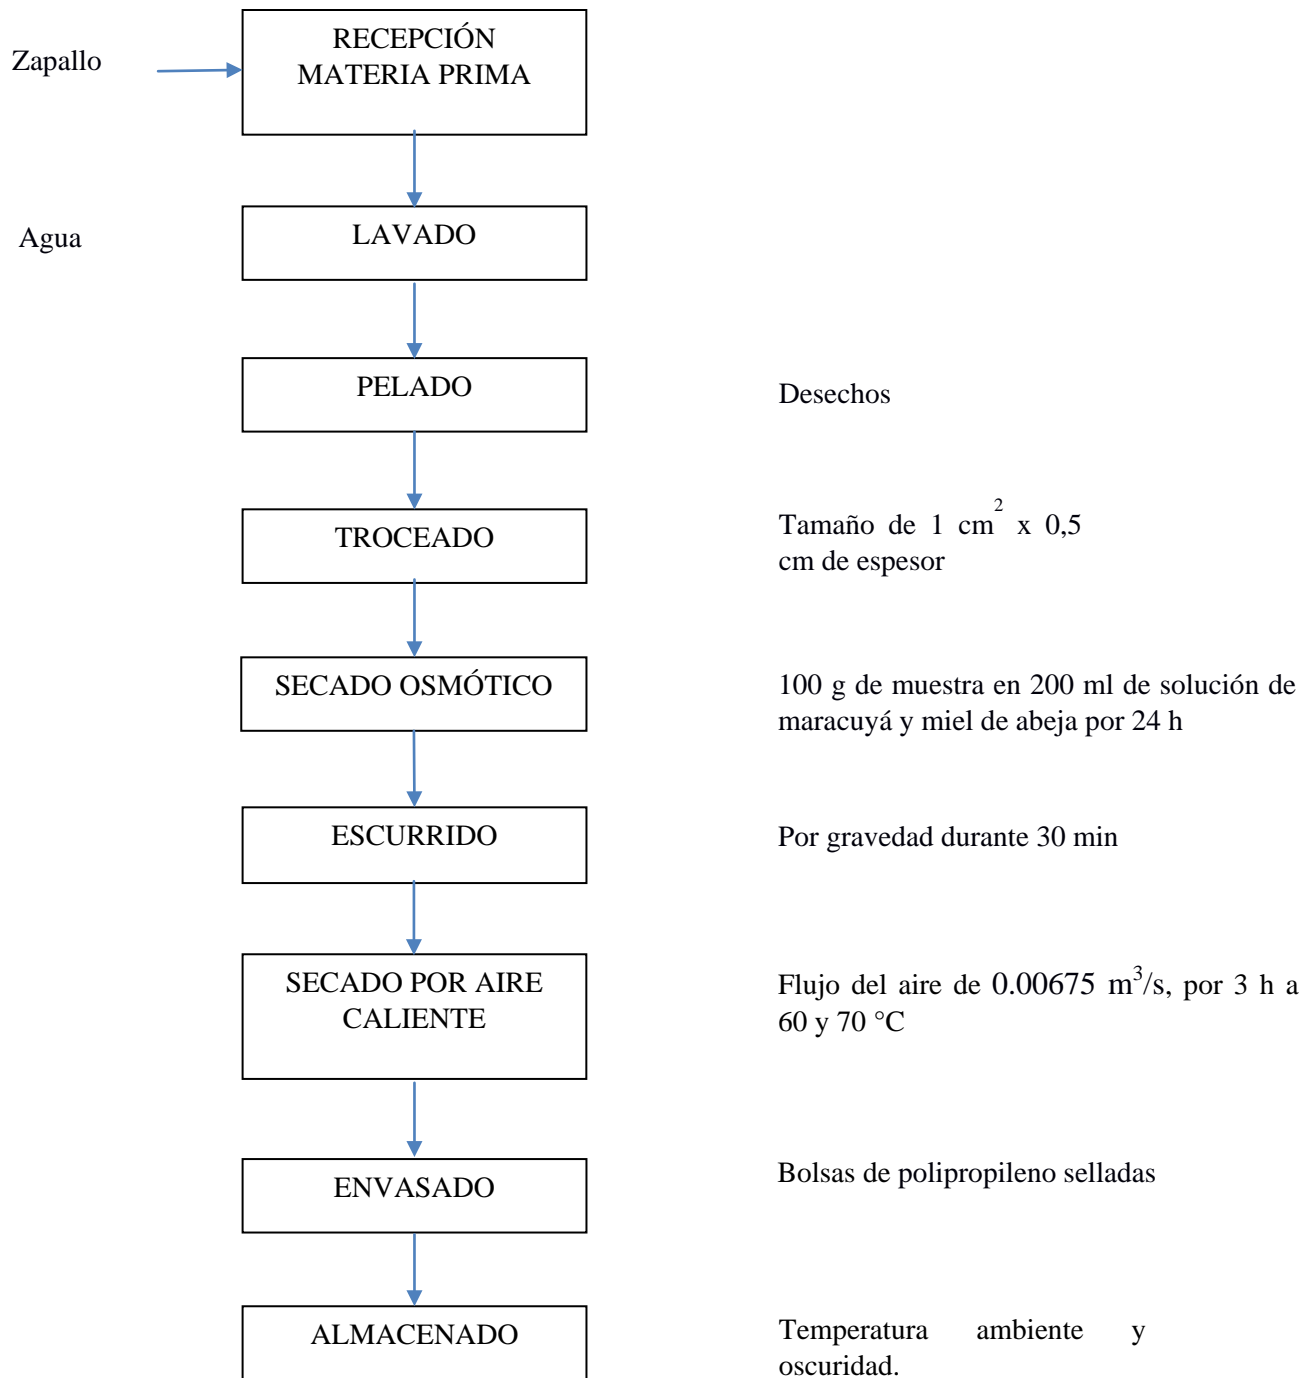 Zapallo
RECEPCIÓN
MATERIA PRIMA
Agua
LAVADO
PELADO
Desechos
TROCEADO
Tamaño de 1 cm² x 0,5
cm de espesor
SECADO OSMÓTICO
100 g de muestra en 200 ml de solución de
maracuyá y miel de abeja por 24 h
ESCURRIDO
Por gravedad durante 30 min
SECADO POR AIRE
CALIENTE
Flujo del aire de 0.00675 m³/s, por 3 h a
60 y 70 °C
ENVASADO
Bolsas de polipropileno selladas
ALMACENADO
Temperatura ambiente y
oscuridad.